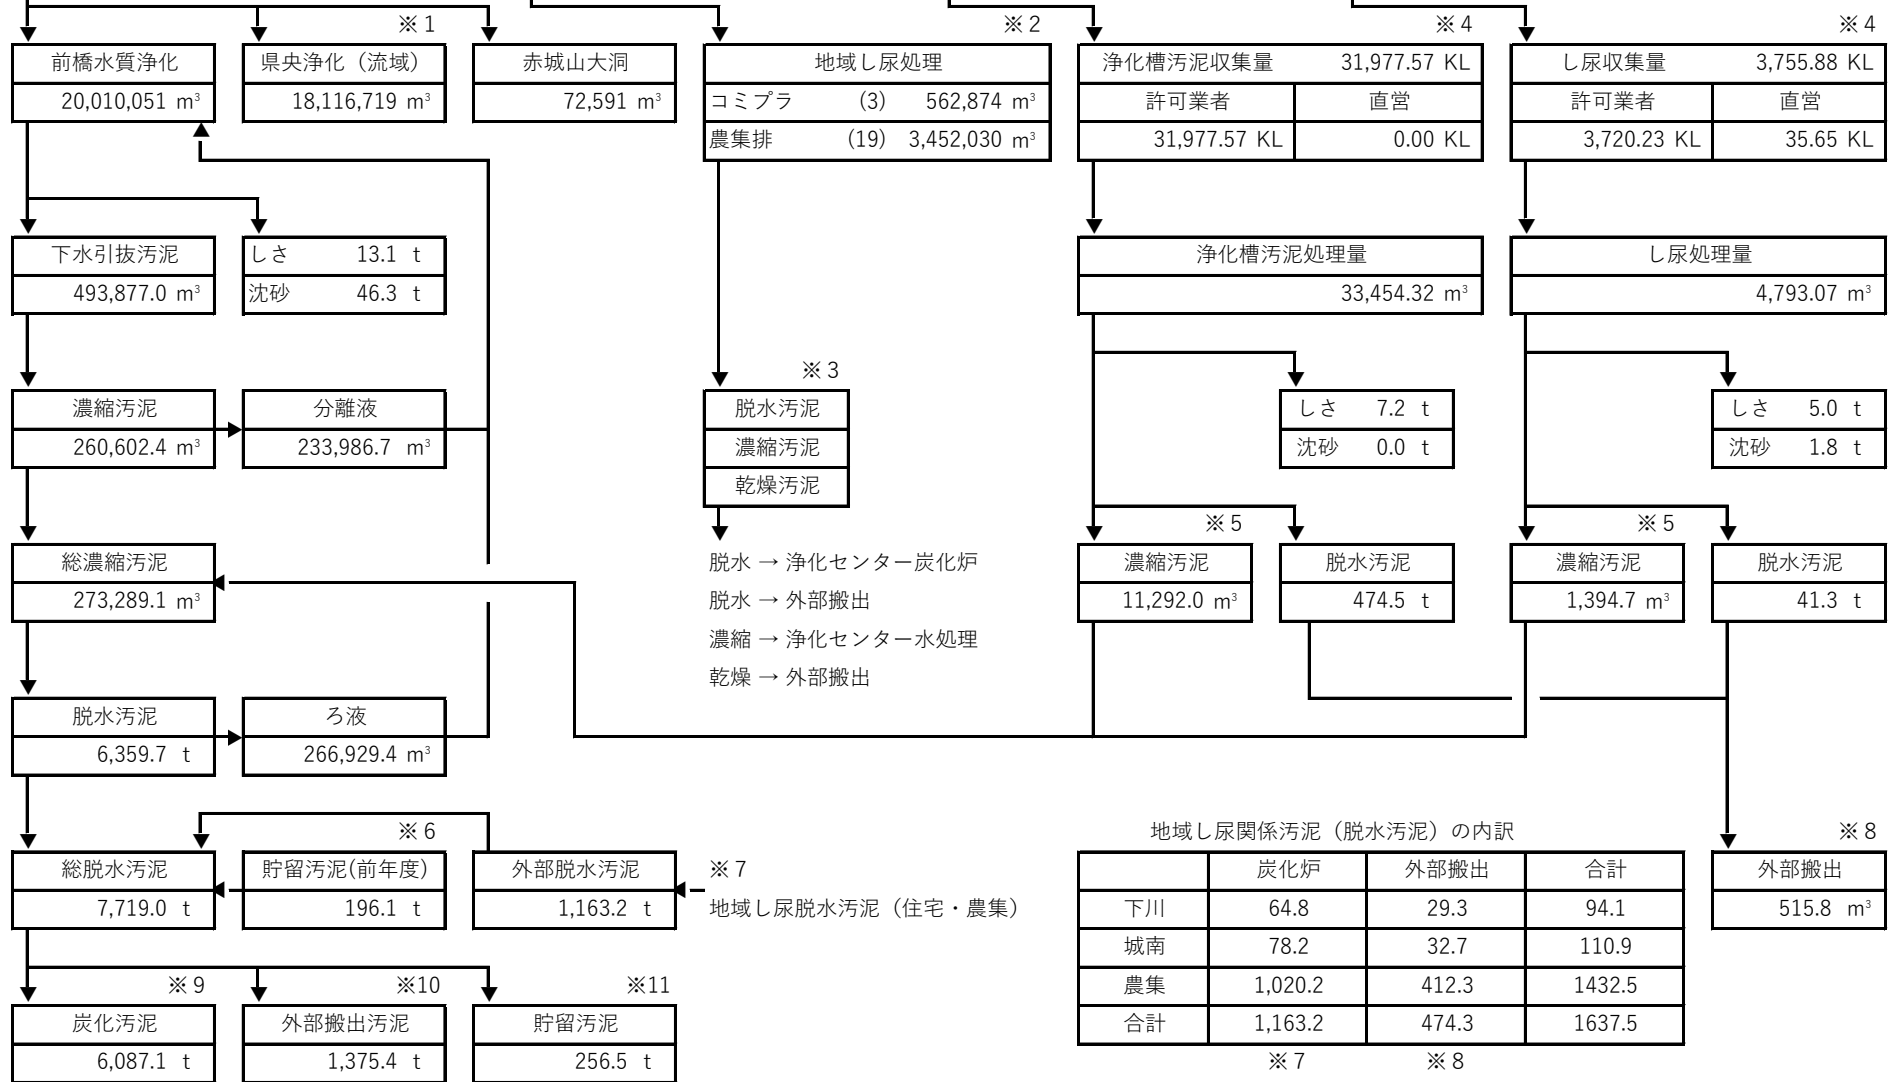 ※1
※2
※4
※4
前橋水質浄化
20,010,051 m³
県央浄化（流域）
18,116,719 m³
赤城山大洞
72,591 m³
地域し尿処理
コミプラ (3) 562,874 m³
農集排 (19) 3,452,030 m³
浄化槽汚泥収集量 31,977.57 KL
許可業者 直営
31,977.57 KL 0.00 KL
し尿収集量 3,755.88 KL
許可業者 直営
3,720.23 KL 35.65 KL
下水引抜汚泥
493,877.0 m³
しさ 13.1 t
沈砂 46.3 t
浄化槽汚泥処理量
33,454.32 m³
し尿処理量
4,793.07 m³
濃縮汚泥
260,602.4 m³
分離液
233,986.7 m³
※3
脱水汚泥
濃縮汚泥
乾燥汚泥
しさ 7.2 t
沈砂 0.0 t
しさ 5.0 t
沈砂 1.8 t
総濃縮汚泥
273,289.1 m³
脱水 → 浄化センター炭化炉
脱水 → 外部搬出
濃縮 → 浄化センター水処理
乾燥 → 外部搬出
※5
濃縮汚泥
11,292.0 m³
脱水汚泥
474.5 t
※5
濃縮汚泥
1,394.7 m³
脱水汚泥
41.3 t
脱水汚泥
6,359.7 t
ろ液
266,929.4 m³
総脱水汚泥
7,719.0 t
※6
貯留汚泥(前年度)
196.1 t
外部脱水汚泥
1,163.2 t
※7
地域し尿脱水汚泥（住宅・農集）
地域し尿関係汚泥（脱水汚泥）の内訳
炭化炉 外部搬出 合計
下川 64.8 29.3 94.1
城南 78.2 32.7 110.9
農集 1,020.2 412.3 1432.5
合計 1,163.2 474.3 1637.5
※7 ※8
※8
外部搬出
515.8 m³
※9
炭化汚泥
6,087.1 t
※10
外部搬出汚泥
1,375.4 t
※11
貯留汚泥
256.5 t